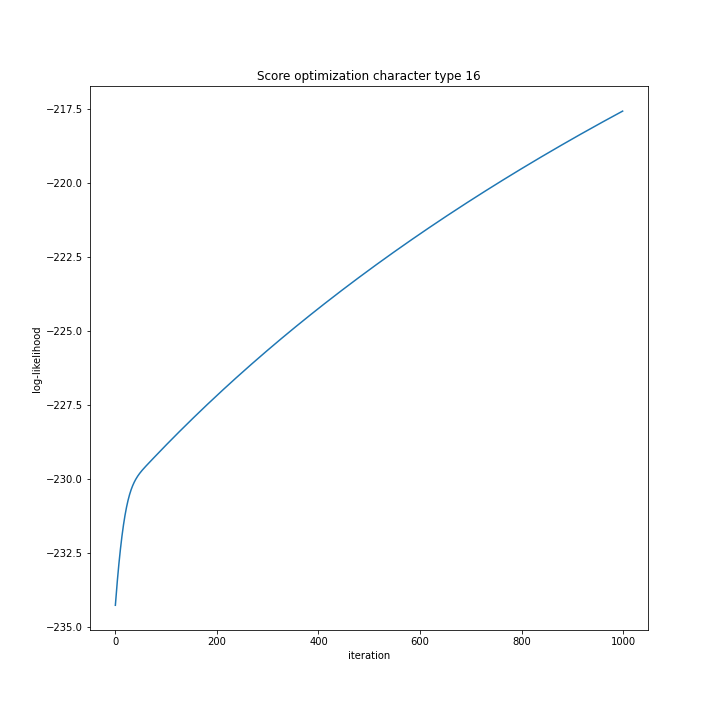 Score optimization character type 16
log-likelihood
−217.5
−220.0
−222.5
−225.0
−227.5
−230.0
−232.5
−235.0
0 200 400 600 800 1000
iteration